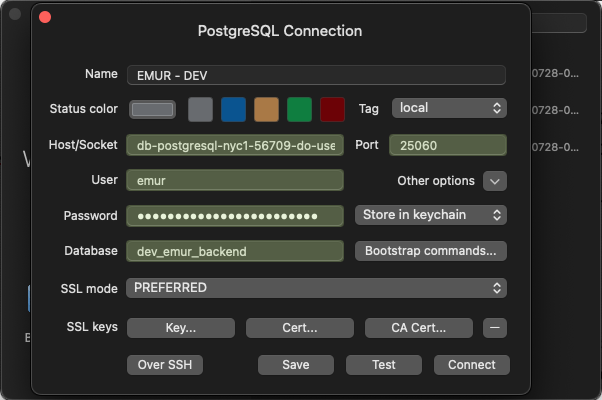 PostgreSQL Connection
Name EMUR - DEV
Status color Tag local
0728-0...
Host/Socket db-postgresql-nyc1-56709-do-use Port 25060
0728-0...
User emur Other options
0728-0...
Password ●●●●●●●●●●●●●●●●●●●●●●●● Store in keychain
Database dev_emur_backend Bootstrap commands...
SSL mode PREFERRED
SSL keys Key... Cert... CA Cert...
Over SSH Save Test Connect